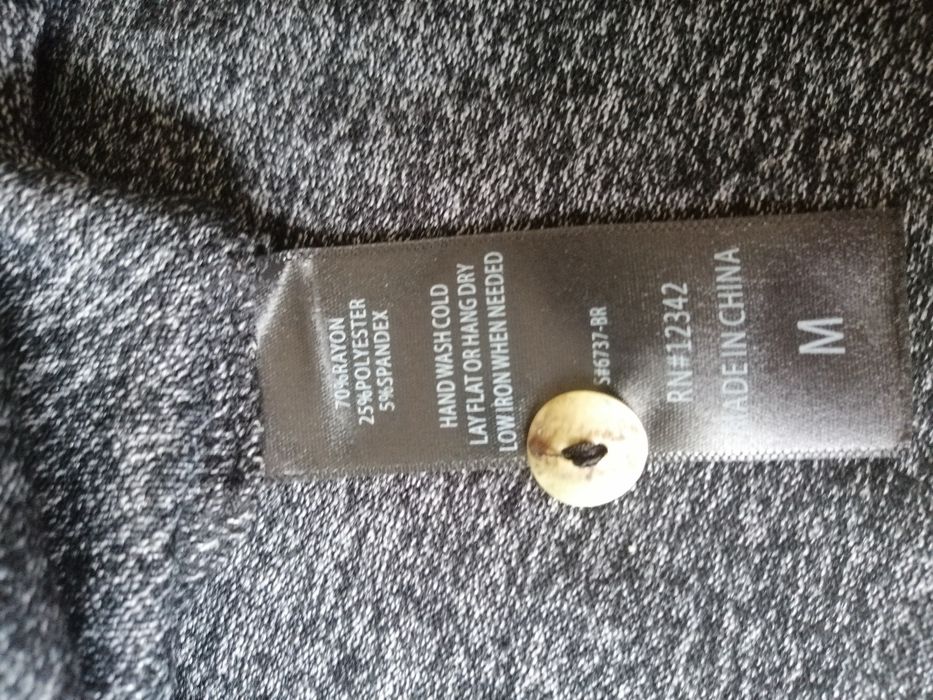 70%RAYON
25%POLYESTER
5%SPANDEX
HAND WASH COLD
LAY FLAT OR HANG DRY
LOW IRON WHEN NEEDED
S#6737-BR
RN#12342
MADE IN CHINA
M